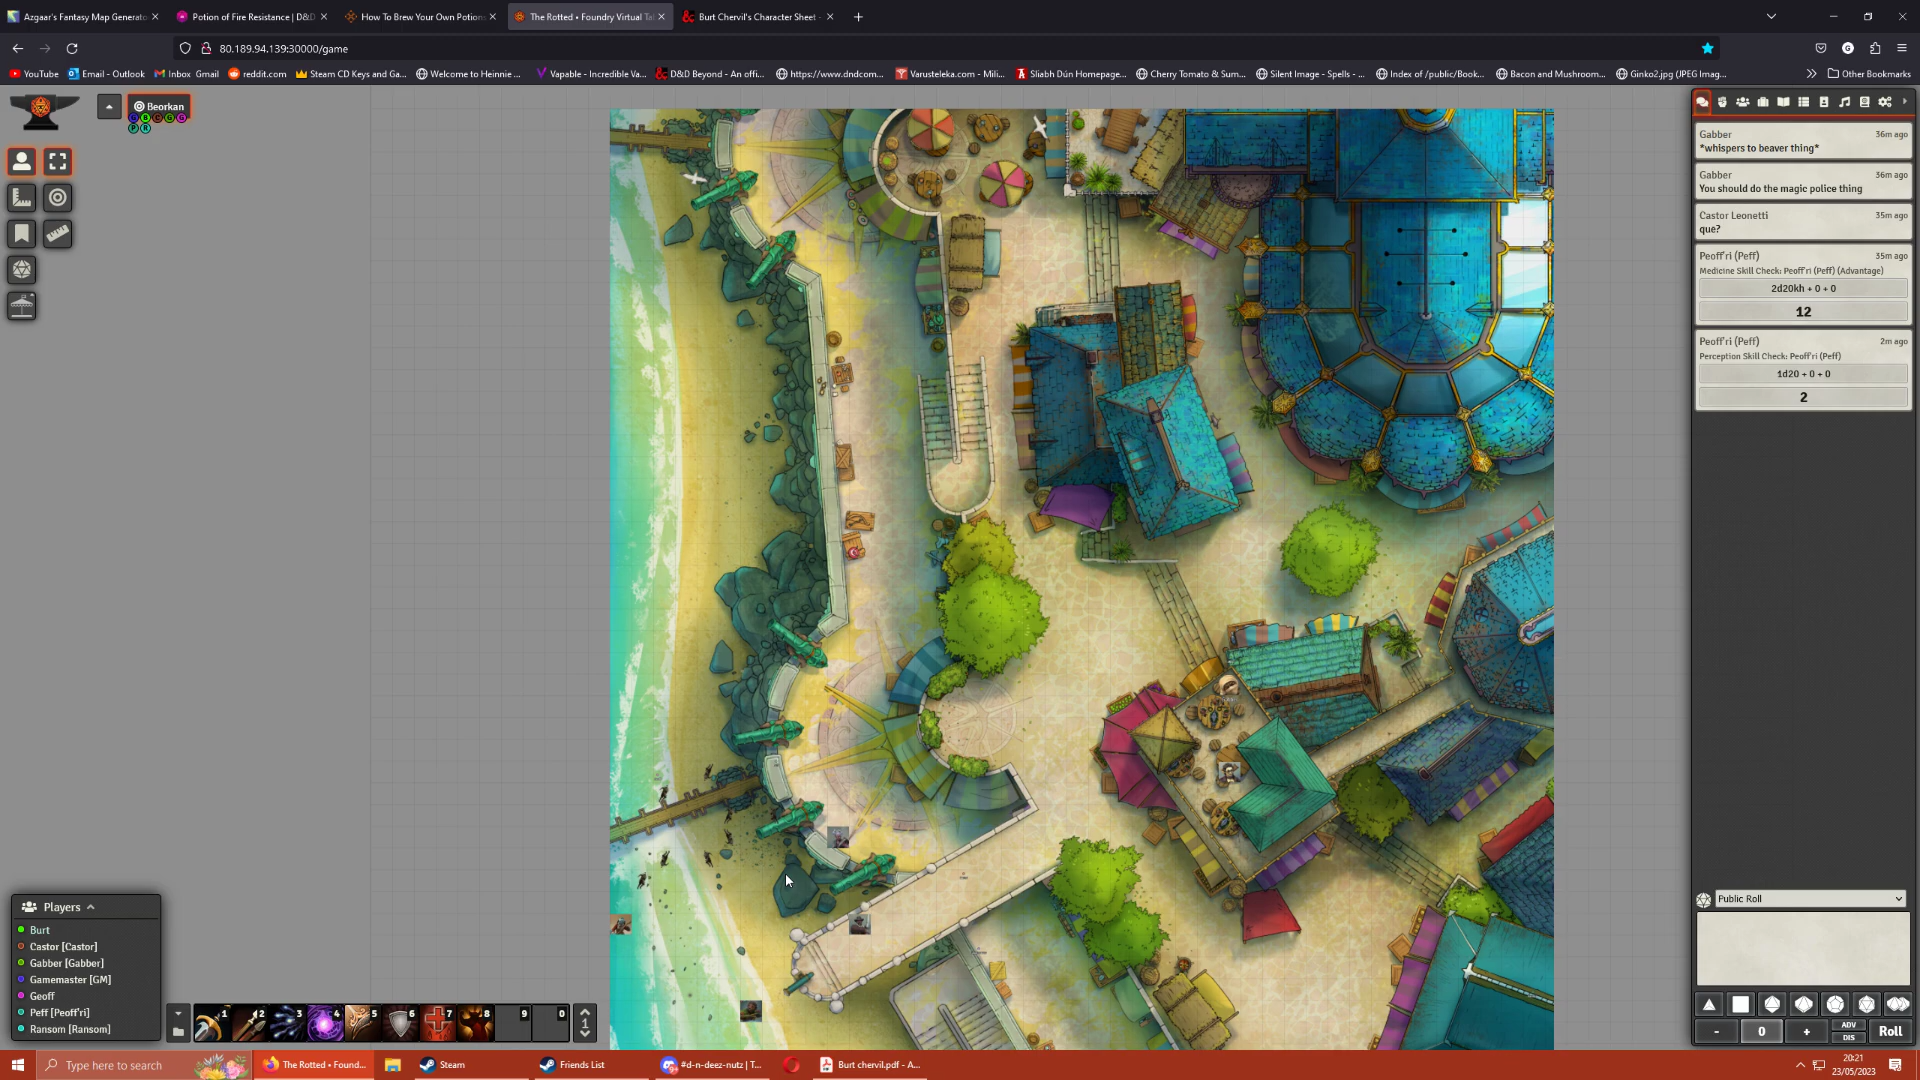 Azgaar's Fantasy Map Generato
Potion of Fire Resistance | D&D
How To Brew Your Own Potions
The Rotted • Foundry Virtual Ta
Burt Chervil's Character Sheet -
80.189.94.139:30000/game
YouTube
Email - Outlook
Inbox Gmail
reddit.com
Steam CD Keys and Ga...
Welcome to Heinnie ...
Vapable - Incredible Va...
D&D Beyond - An offi...
https://www.dndcom...
Varusteleka.com - Mili...
Sliabh Dún Homepage...
Cherry Tomato & Sum...
Silent Image - Spells - ...
Index of /public/Book...
Bacon and Mushroom...
Ginko2.jpg (JPEG Imag...
Other Bookmarks
Beorkan
G B C G G
P R
Gabber 36m ago
*whispers to beaver thing*
Gabber 36m ago
You should do the magic police thing
Castor Leonetti 35m ago
que?
Peoff'ri (Peff) 35m ago
Medicine Skill Check: Peoff'ri (Peff) (Advantage)
2d20kh + 0 + 0
12
Peoff'ri (Peff) 2m ago
Perception Skill Check: Peoff'ri (Peff)
1d20 + 0 + 0
2
Public Roll
- 0 + ADV DIS Roll
Players
Burt
Castor [Castor]
Gabber [Gabber]
Gamemaster [GM]
Geoff
Peff [Peoff'ri]
Ransom [Ransom]
1 2 3 4 5 6 7 8 9 0
1
Type here to search
The Rotted • Found...
Steam
Friends List
#d-n-deez-nutz | T...
Burt chervil.pdf - A...
20:21
23/05/2023